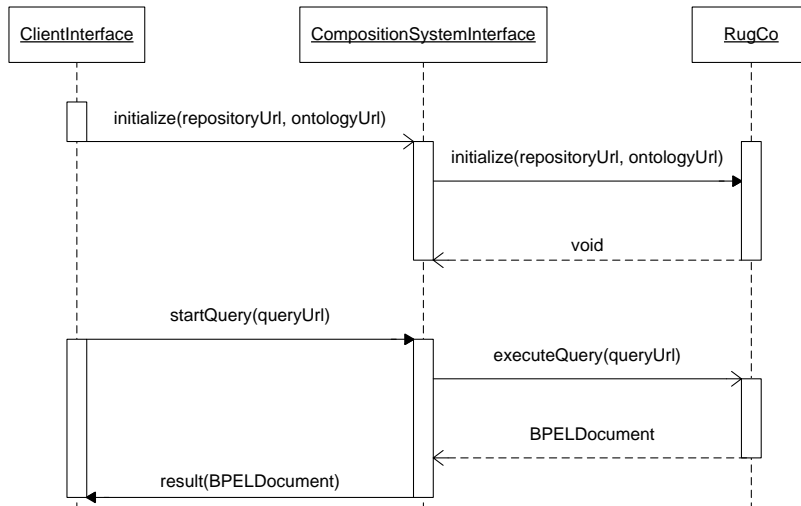 ClientInterface
CompositionSystemInterface
RugCo
initialize(repositoryUrl, ontologyUrl)
initialize(repositoryUrl, ontologyUrl)
void
startQuery(queryUrl)
executeQuery(queryUrl)
BPELDocument
result(BPELDocument)